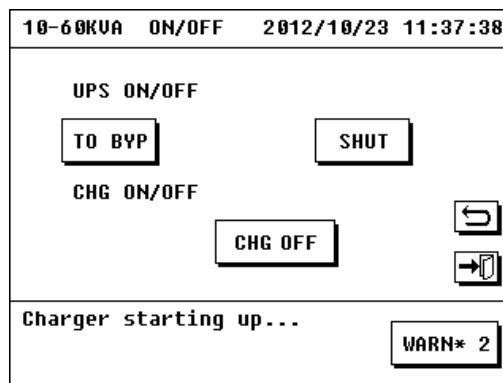 10-60KVA ON/OFF 2012/10/23 11:37:38
UPS ON/OFF
TO BYP SHUT
CHG ON/OFF
CHG OFF
Charger starting up...
WARN* 2